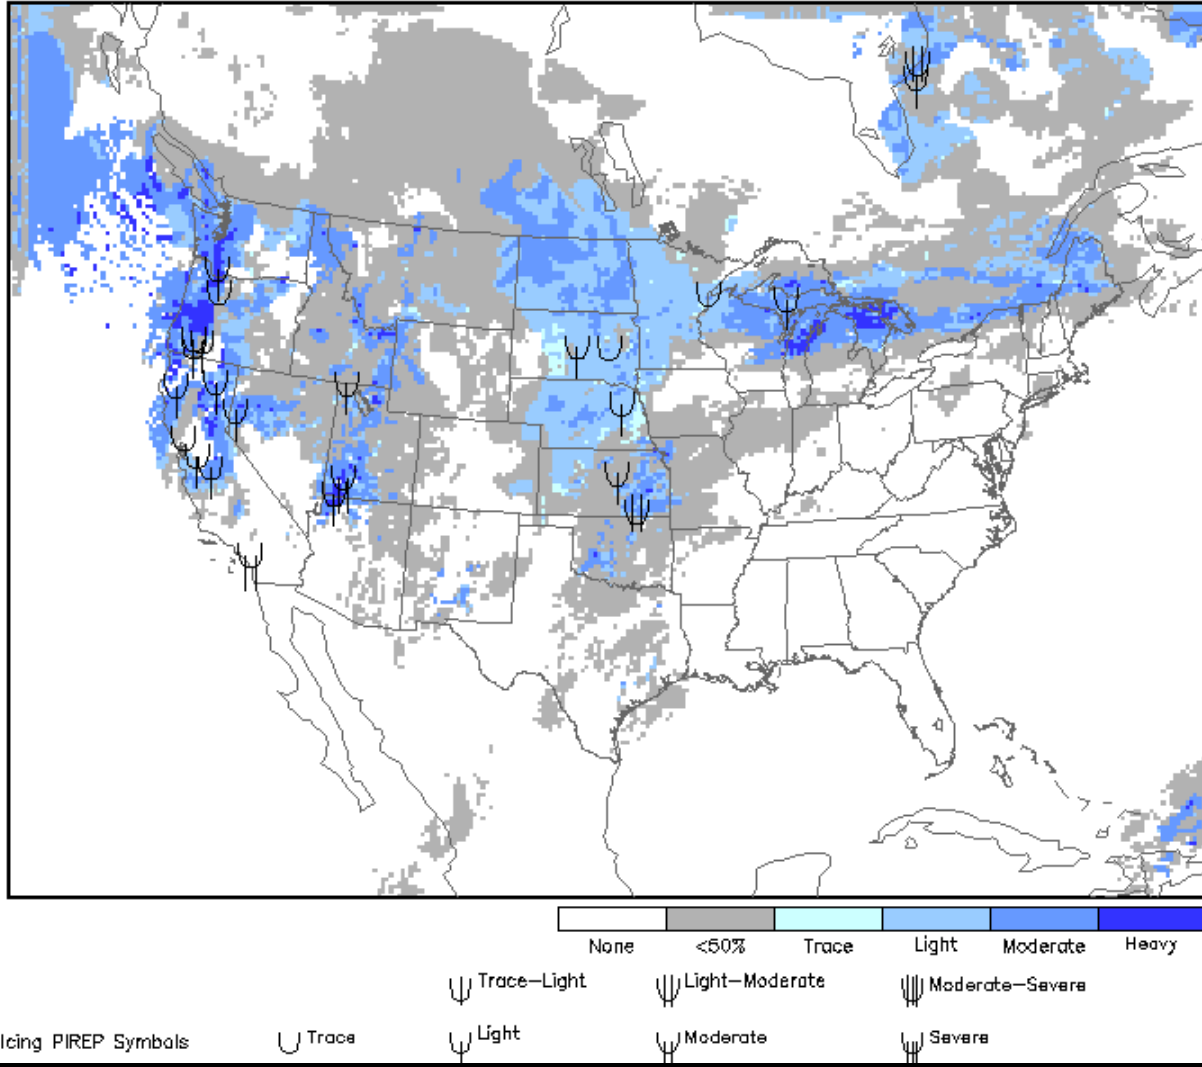 None <50% Trace Light Moderate Heavy
Trace-Light Light-Moderate Moderate-Severe
Icing PIREP Symbols Trace Light Moderate Severe